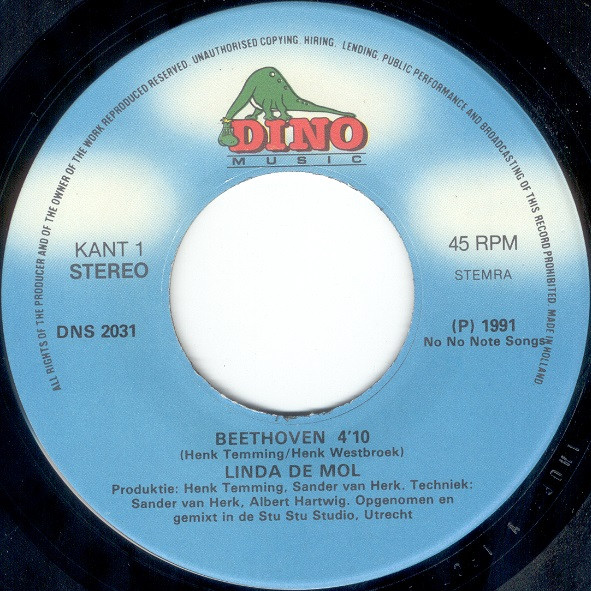 ALL RIGHTS OF THE PRODUCER AND OF THE OWNER OF THE WORK REPRODUCED RESERVED. UNAUTHORISED COPYING. HIRING. LENDING. PUBLIC PERFORMANCE AND BROADCASTING OF THIS RECORD PROHIBITED. MADE IN HOLLAND
DINO
MUSIC
KANT 1
STEREO
45 RPM
STEMRA
DNS 2031
(P) 1991
No No Note Songs
BEETHOVEN 4'10
(Henk Temming/Henk Westbroek)
LINDA DE MOL
Produktie: Henk Temming, Sander van Herk. Techniek:
Sander van Herk, Albert Hartwig. Opgenomen en
gemixt in de Stu Stu Studio, Utrecht